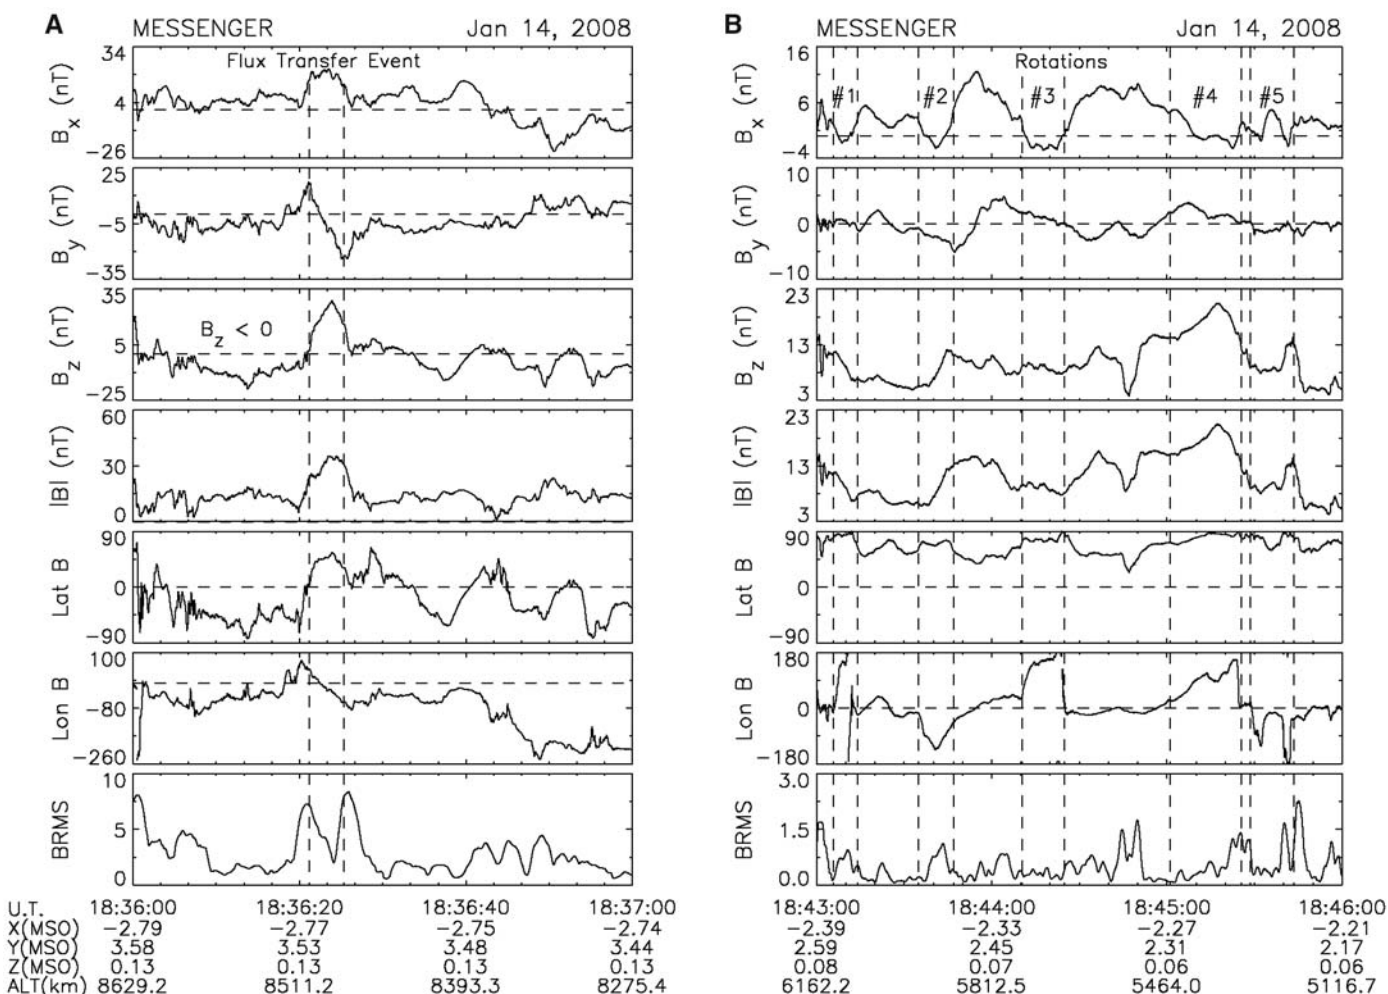 A MESSENGER Jan 14, 2008
Flux Transfer Event
34
4
-26
Bx (nT)
25
-5
-35
By (nT)
35
5
-25
Bz (nT)
Bz < 0
60
30
0
|B| (nT)
90
0
-90
Lat B
100
-80
-260
Lon B
10
5
0
BRMS
B MESSENGER Jan 14, 2008
Rotations
#1 #2 #3 #4 #5
16
6
-4
Bx (nT)
10
0
-10
By (nT)
23
13
3
Bz (nT)
23
13
3
|B| (nT)
90
0
-90
Lat B
180
0
-180
Lon B
3.0
1.5
0.0
BRMS
U.T. 18:36:00 18:36:20 18:36:40 18:37:00 18:43:00 18:44:00 18:45:00 18:46:00
X(MSO) -2.79 -2.77 -2.75 -2.74 -2.39 -2.33 -2.27 -2.21
Y(MSO) 3.58 3.53 3.48 3.44 2.59 2.45 2.31 2.17
Z(MSO) 0.13 0.13 0.13 0.13 0.08 0.07 0.06 0.06
ALT(km) 8629.2 8511.2 8393.3 8275.4 6162.2 5812.5 5464.0 5116.7